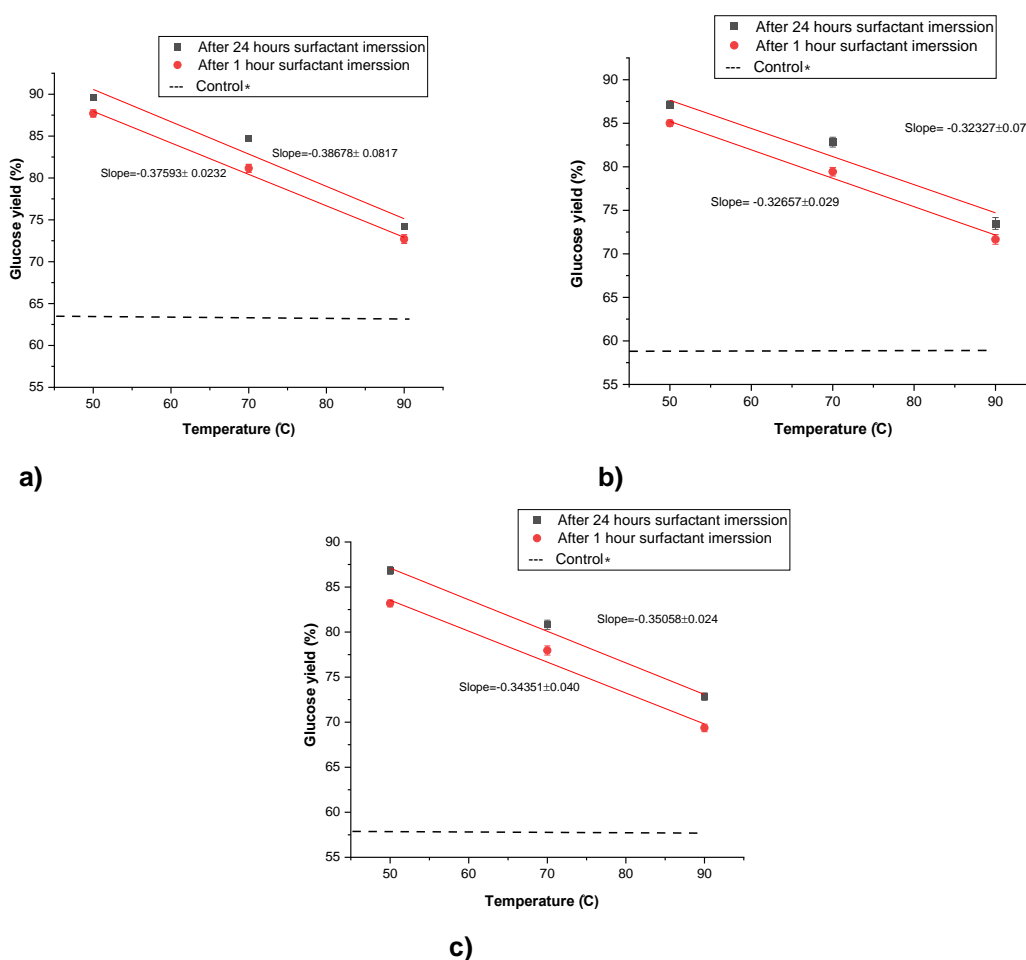 After 24 hours surfactant imerssion
After 1 hour surfactant imerssion
Control*
Glucose yield (%)
90
85
80
75
70
65
60
55
Slope=-0.38678± 0.0817
Slope=-0.37593± 0.0232
50 60 70 80 90
Temperature (̊C)
a)
After 24 hours surfactant imerssion
After 1 hour surfactant imerssion
Control*
Glucose yield (%)
90
85
80
75
70
65
60
55
Slope= -0.32327±0.07
Slope= -0.32657±0.029
50 60 70 80 90
Temperature (̊C)
b)
After 24 hours surfactant imerssion
After 1 hour surfactant imerssion
Control*
Glucose yield (%)
90
85
80
75
70
65
60
55
Slope=-0.35058±0.024
Slope=-0.34351±0.040
50 60 70 80 90
Temperature (̊C)
c)